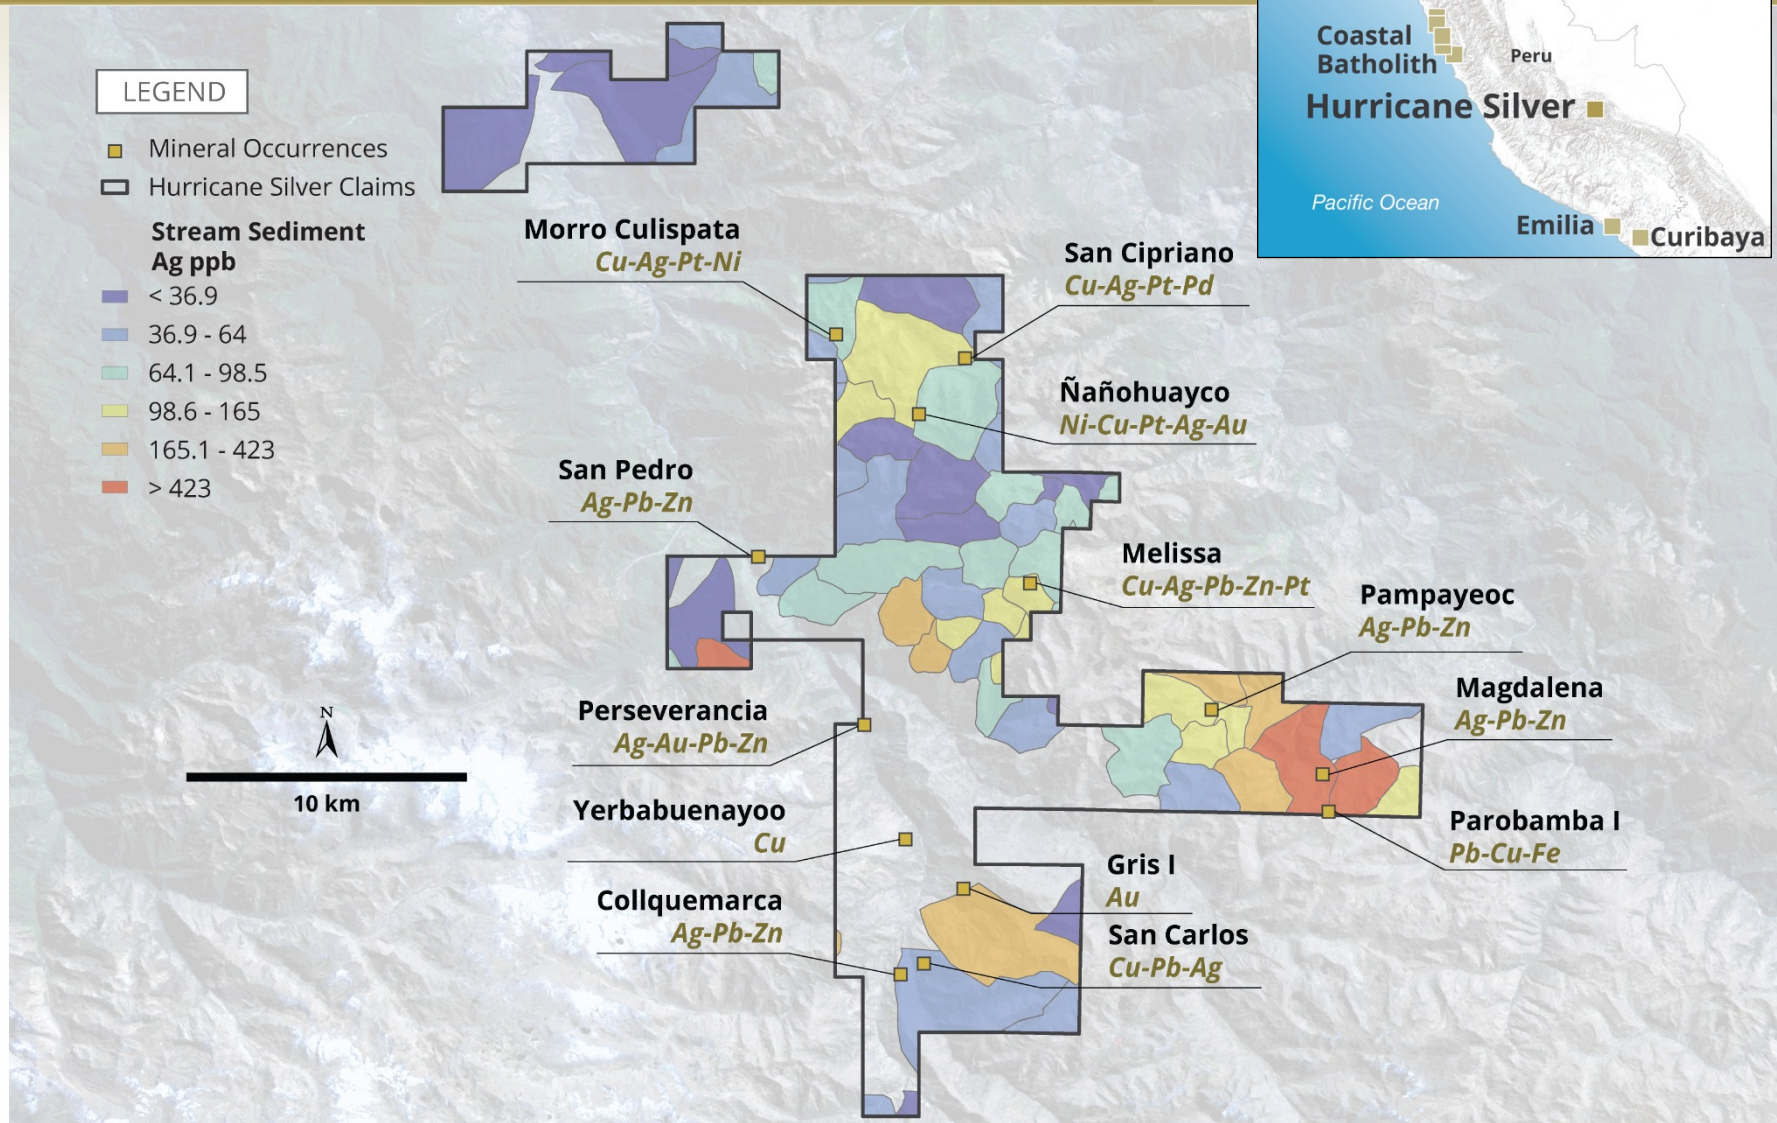 LEGEND
Mineral Occurrences
Hurricane Silver Claims
Stream Sediment
Ag ppb
< 36.9
36.9 - 64
64.1 - 98.5
98.6 - 165
165.1 - 423
> 423
N
10 km
Morro Culispata
Cu-Ag-Pt-Ni
San Cipriano
Cu-Ag-Pt-Pd
Ñañohuayco
Ni-Cu-Pt-Ag-Au
San Pedro
Ag-Pb-Zn
Melissa
Cu-Ag-Pb-Zn-Pt
Pampayeoc
Ag-Pb-Zn
Magdalena
Ag-Pb-Zn
Perseverancia
Ag-Au-Pb-Zn
Yerbabuenayoo
Cu
Parobamba I
Pb-Cu-Fe
Gris I
Au
Collquemarca
Ag-Pb-Zn
San Carlos
Cu-Pb-Ag
Coastal
Batholith
Peru
Hurricane Silver
Pacific Ocean
Emilia
Curibaya